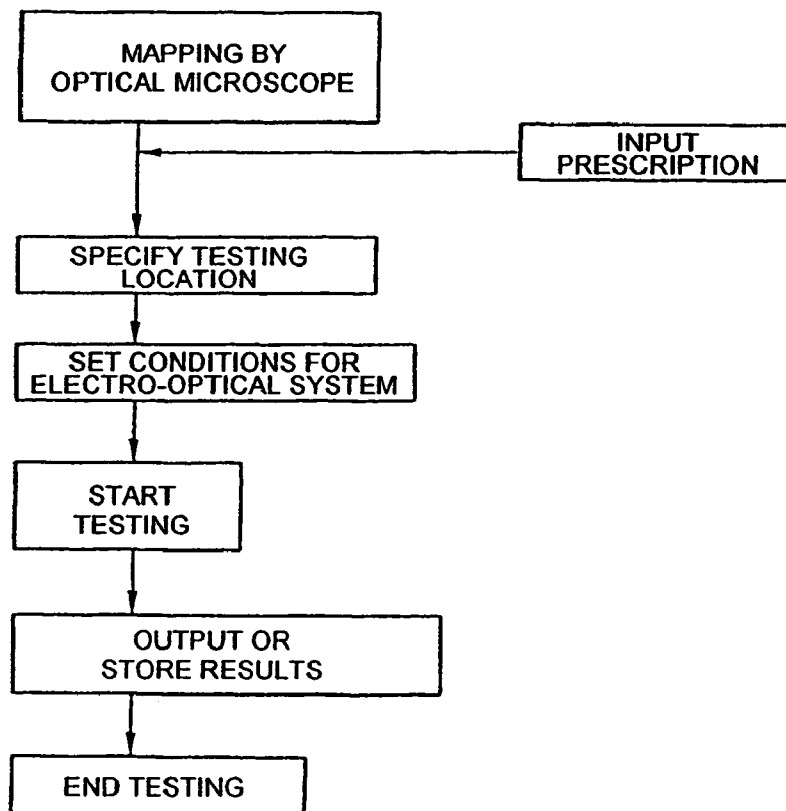 MAPPING BY
OPTICAL MICROSCOPE
INPUT
PRESCRIPTION
SPECIFY TESTING
LOCATION
SET CONDITIONS FOR
ELECTRO-OPTICAL SYSTEM
START
TESTING
OUTPUT OR
STORE RESULTS
END TESTING